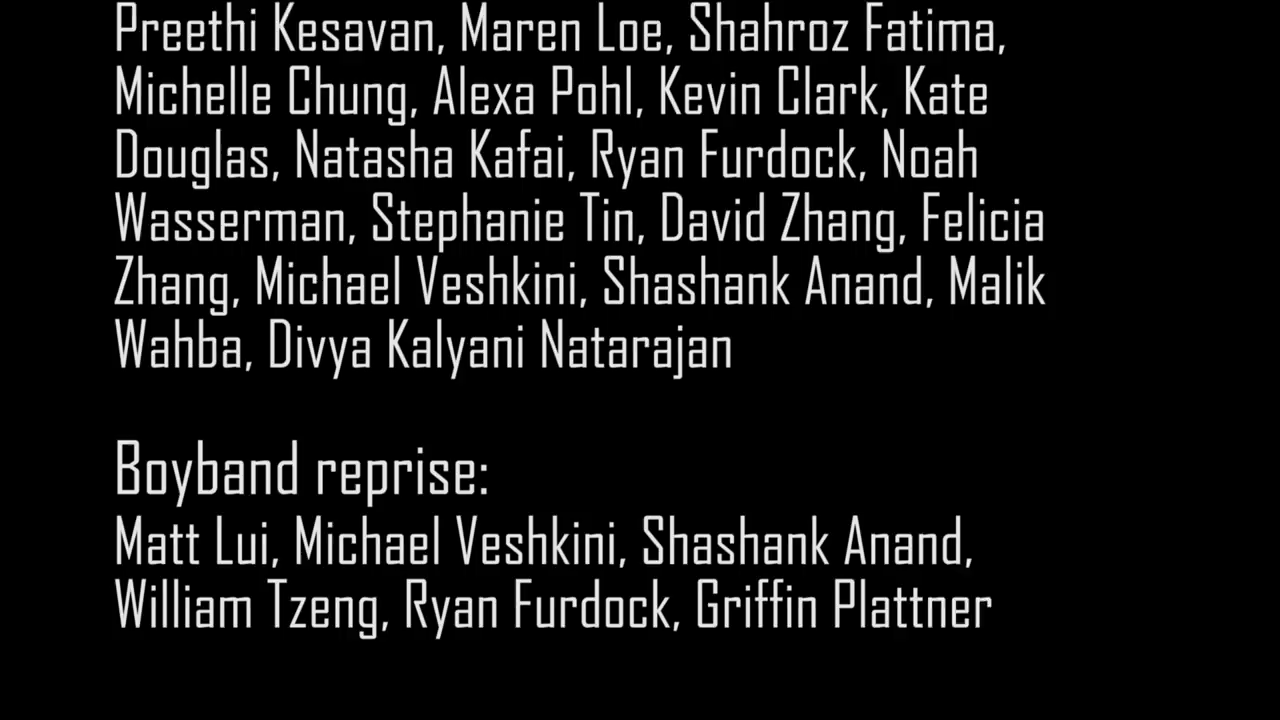 Preethi Kesavan, Maren Loe, Shahroz Fatima,
Michelle Chung, Alexa Pohl, Kevin Clark, Kate
Douglas, Natasha Kafai, Ryan Furdock, Noah
Wasserman, Stephanie Tin, David Zhang, Felicia
Zhang, Michael Veshkini, Shashank Anand, Malik
Wahba, Divya Kalyani Natarajan
Boyband reprise:
Matt Lui, Michael Veshkini, Shashank Anand,
William Tzeng, Ryan Furdock, Griffin Plattner